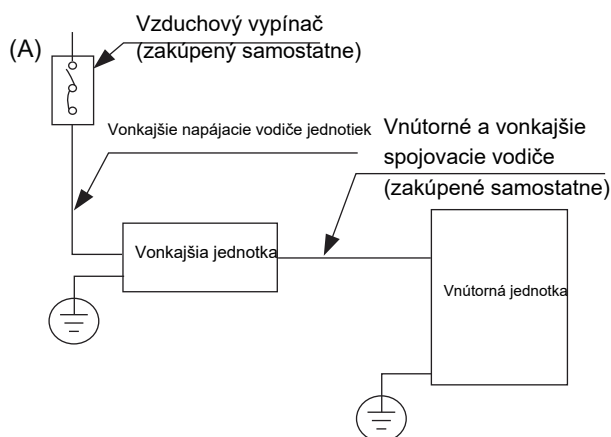 (A)
Vzduchový vypínač
(zakúpený samostatne)
Vonkajšie napájacie vodiče jednotiek
Vnútorné a vonkajšie
spojovacie vodiče
(zakúpené samostatne)
Vonkajšia jednotka
Vnútorná jednotka